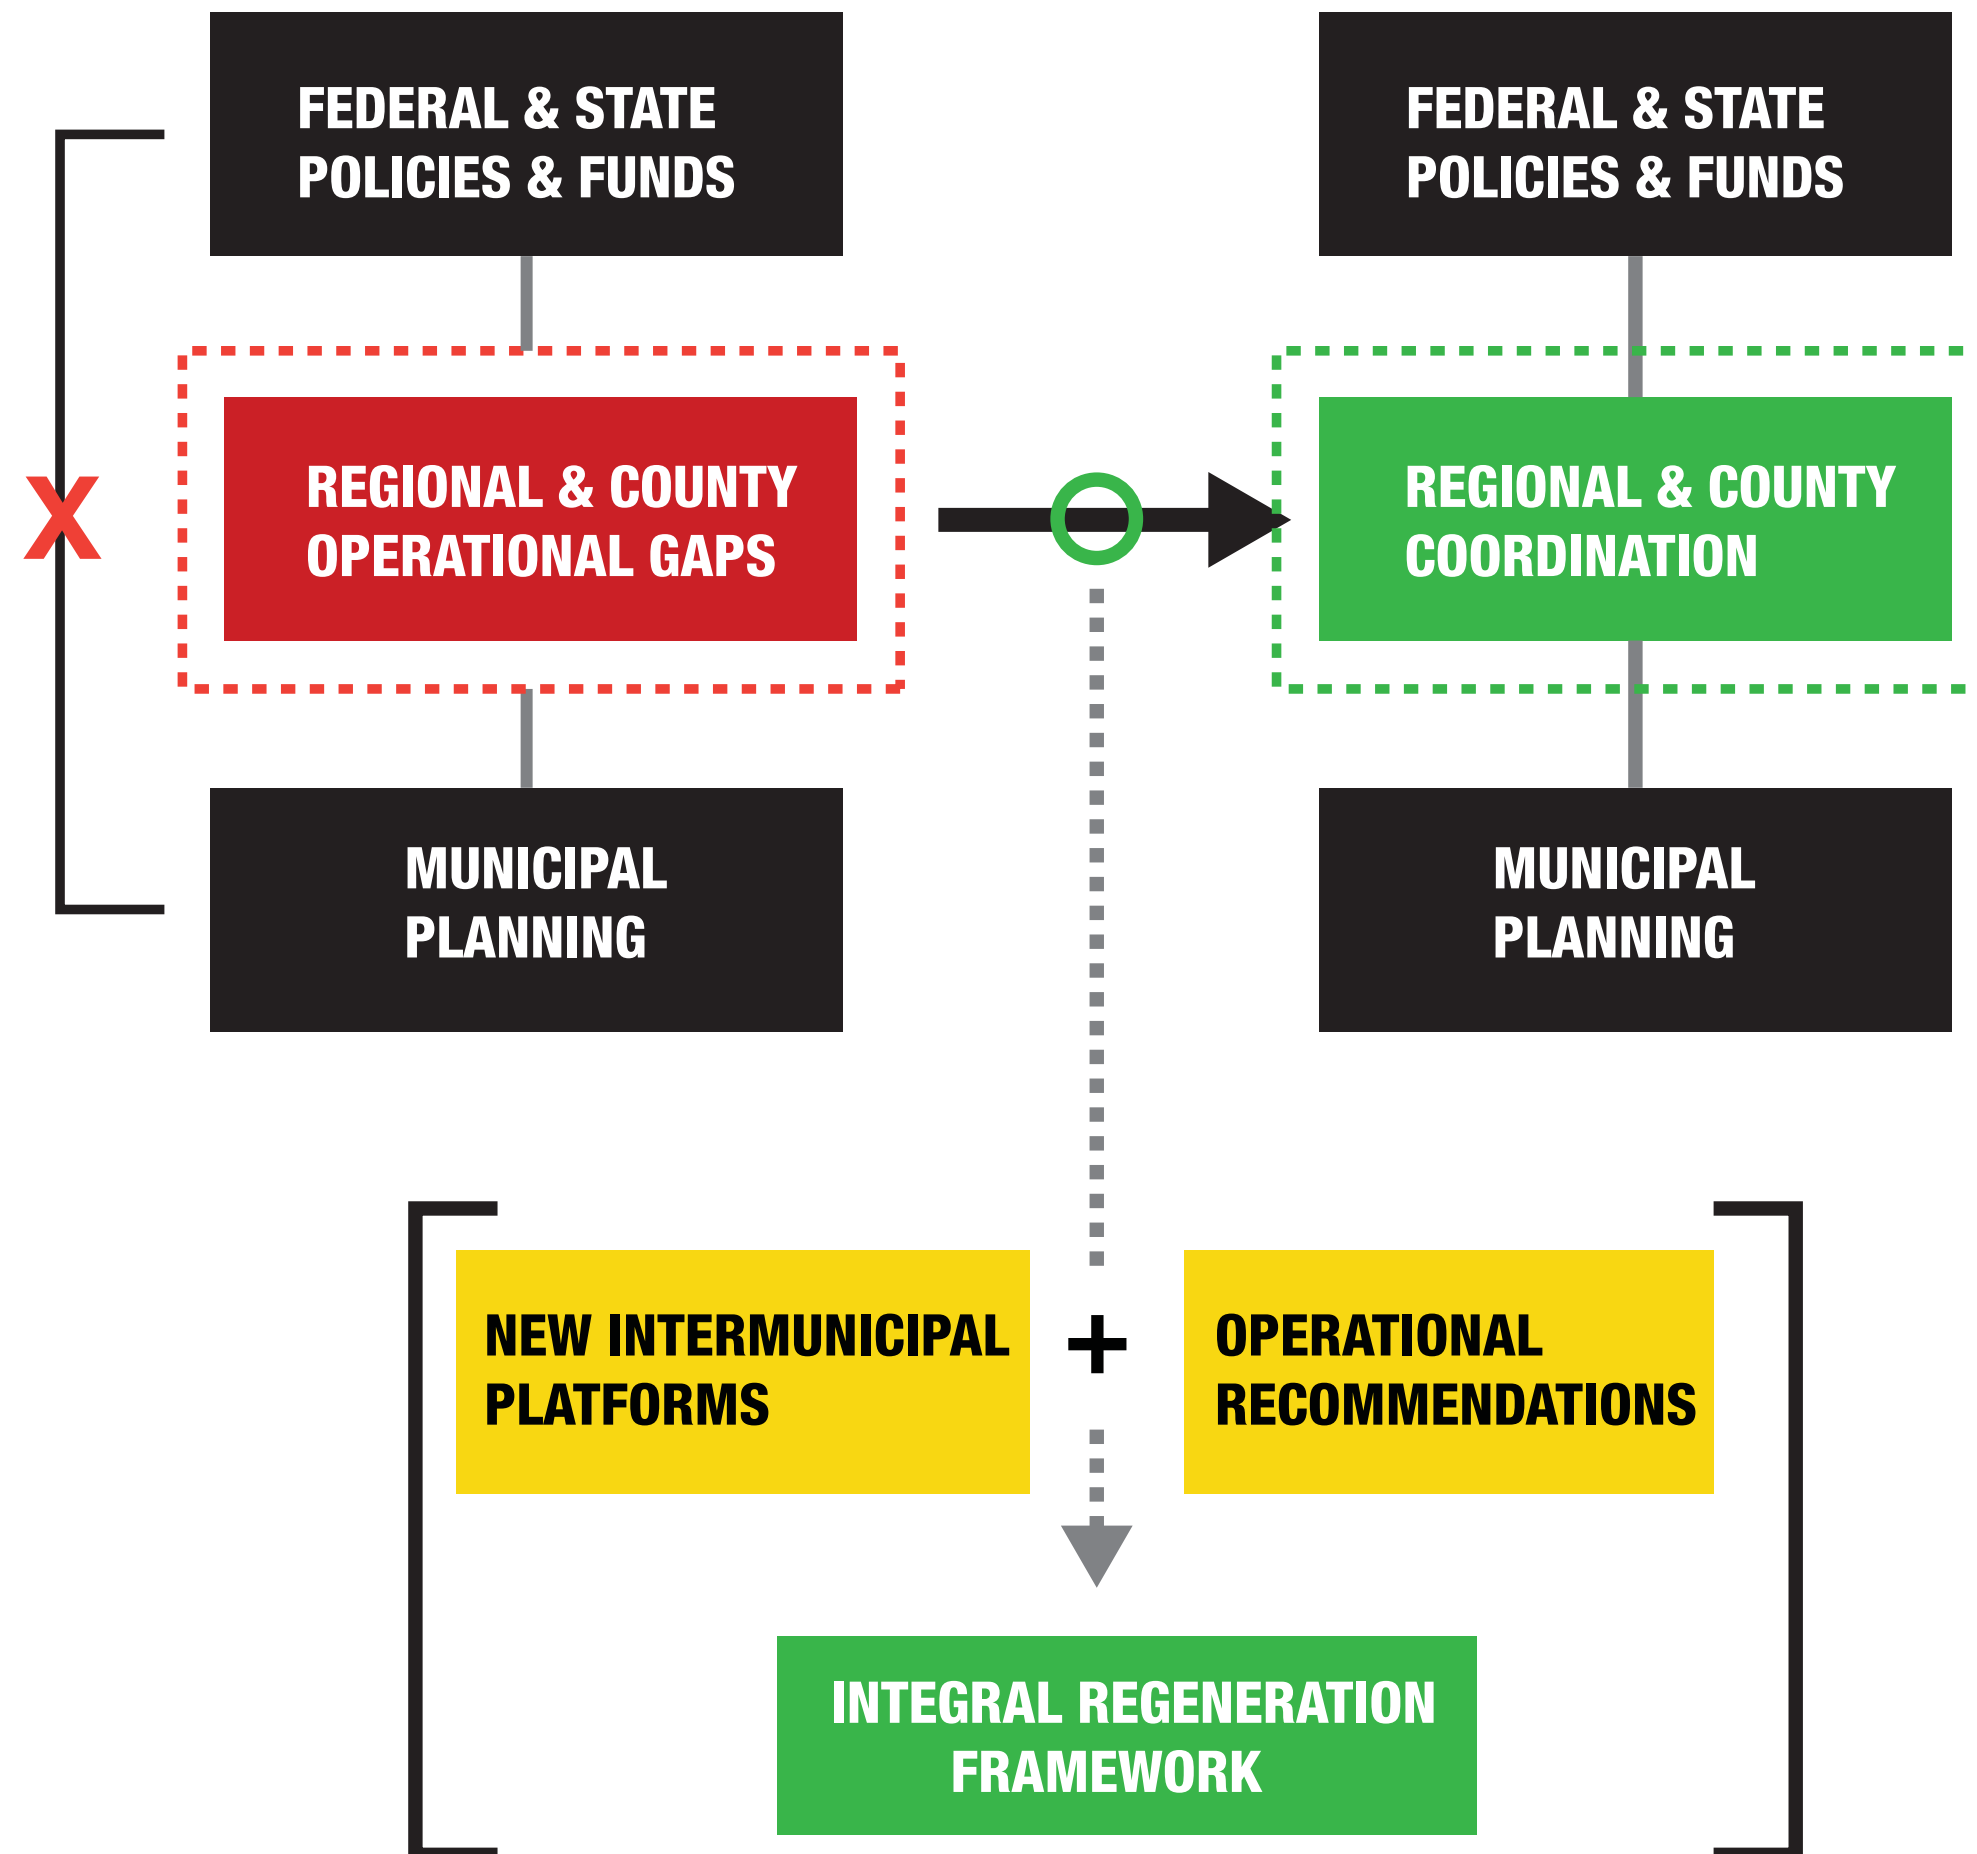 FEDERAL & STATE
POLICIES & FUNDS
FEDERAL & STATE
POLICIES & FUNDS
X
REGIONAL & COUNTY
OPERATIONAL GAPS
REGIONAL & COUNTY
COORDINATION
MUNICIPAL
PLANNING
MUNICIPAL
PLANNING
NEW INTERMUNICIPAL
PLATFORMS
+
OPERATIONAL
RECOMMENDATIONS
INTEGRAL REGENERATION
FRAMEWORK